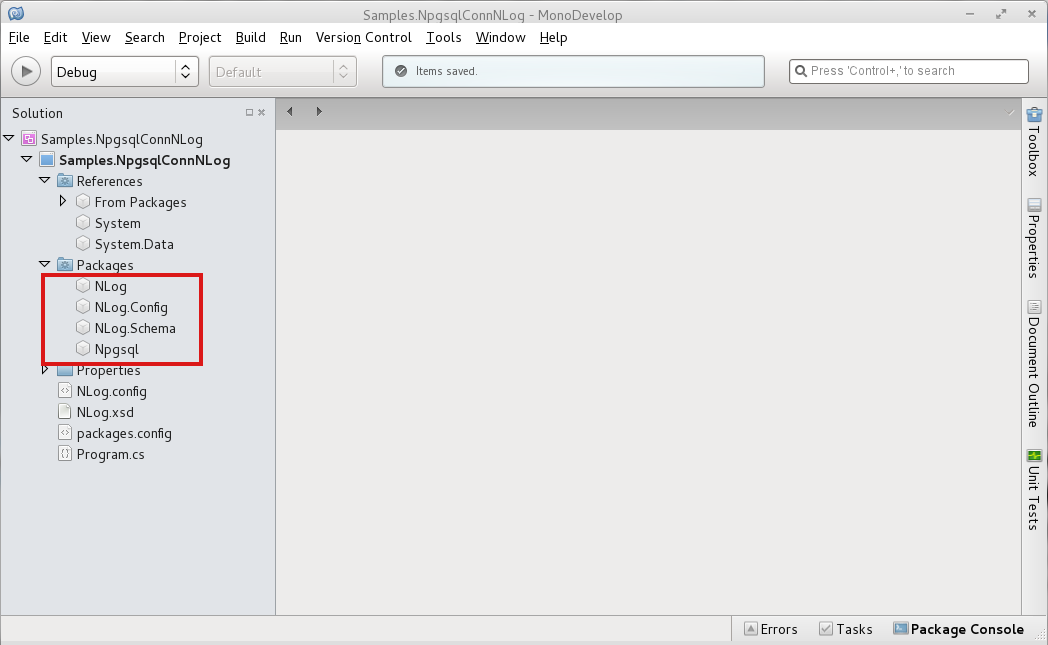 Samples.NpgsqlConnNLog - MonoDevelop
File Edit View Search Project Build Run Version Control Tools Window Help
Debug Default Items saved. Press 'Control+,' to search
Solution
Samples.NpgsqlConnNLog
Samples.NpgsqlConnNLog
References
From Packages
System
System.Data
Packages
NLog
NLog.Config
NLog.Schema
Npgsql
Properties
NLog.config
NLog.xsd
packages.config
Program.cs
Toolbox
Properties
Document Outline
Unit Tests
Errors Tasks Package Console